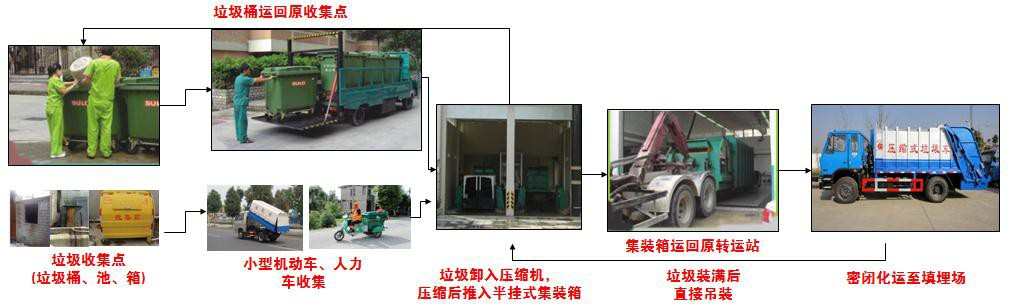 垃圾桶运回原收集点
SULO
SULO
SULO
压缩式垃圾车
垃圾收集点
(垃圾桶、池、箱)
小型机动车、人力
车收集
垃圾卸入压缩机，
压缩后推入半挂式集装箱
集装箱运回原转运站
垃圾装满后
直接吊装
密闭化运至填埋场